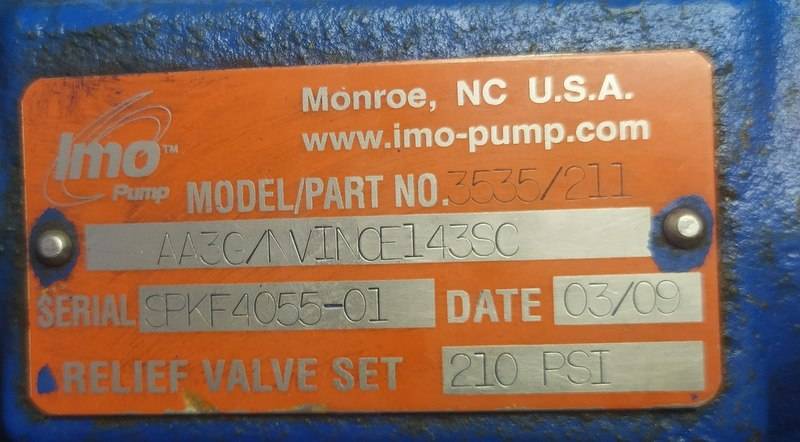 Monroe, NC U.S.A.
www.imo-pump.com
Imo™
Pump
MODEL/PART NO. 3535/211
AA3G/NVINOE143SC
SERIAL SPKF4055-01 DATE 03/09
RELIEF VALVE SET 210 PSI